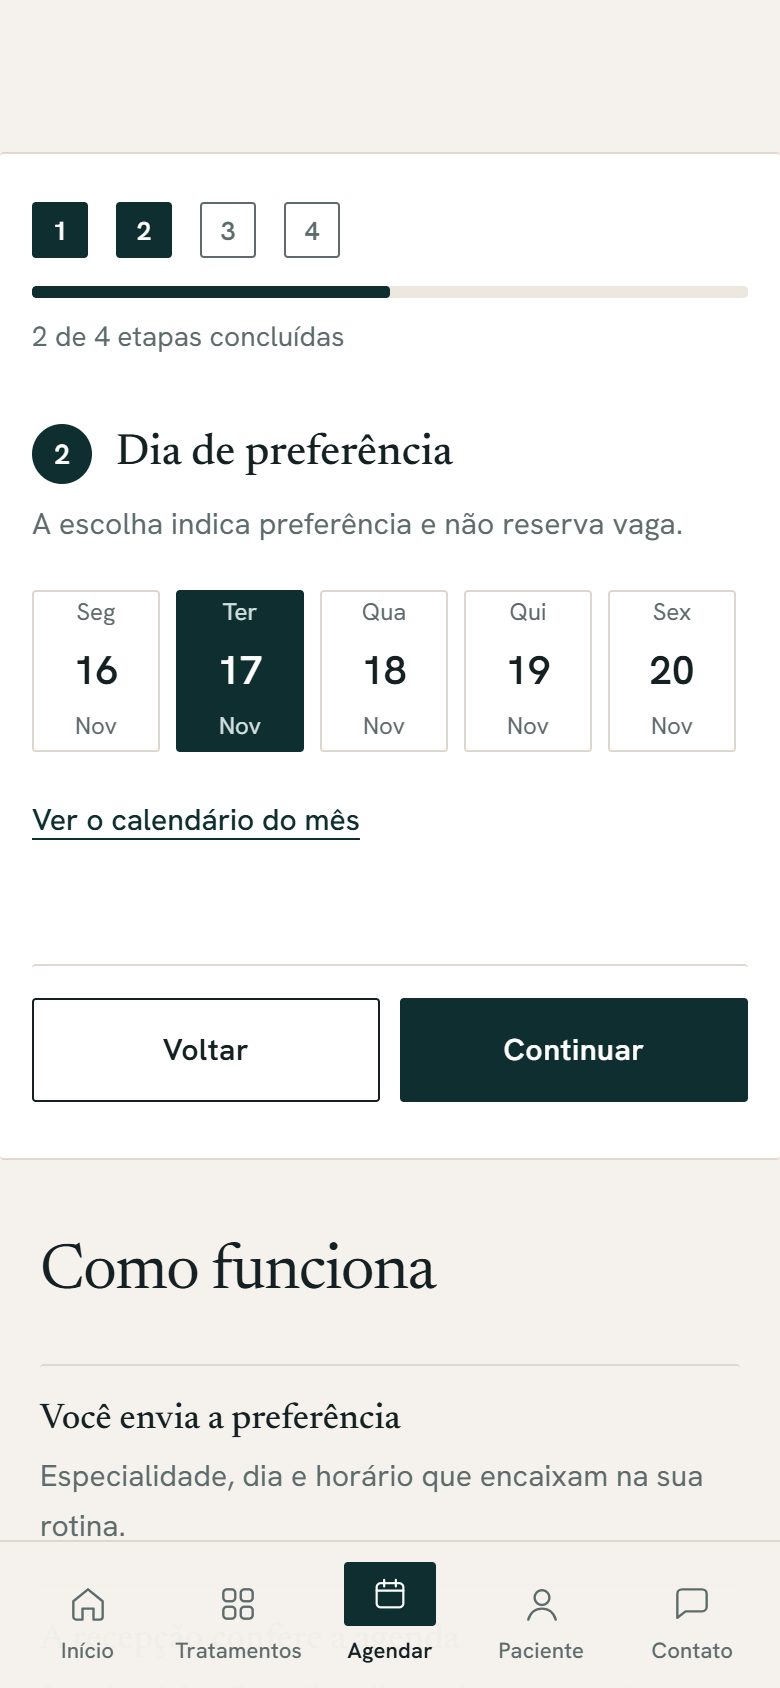 1 2 3 4
2 de 4 etapas concluídas
2 Dia de preferência
A escolha indica preferência e não reserva vaga.
Seg Ter Qua Qui Sex
16 17 18 19 20
Nov Nov Nov Nov Nov
Ver o calendário do mês
Voltar Continuar
Como funciona
Você envia a preferência
Especialidade, dia e horário que encaixam na sua
rotina.
A recepção confere a agenda
Início Tratamentos Agendar Paciente Contato